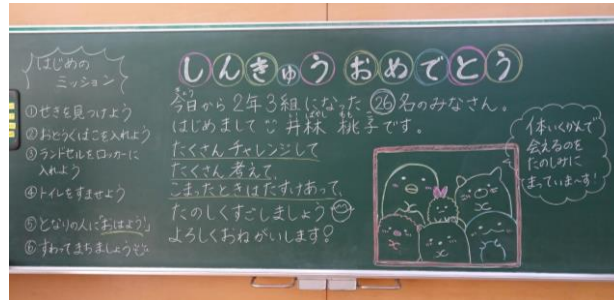 はじめの
ミッション
①せきを見つけよう
②おどうぐばこを入れよう
③ランドセルをロッカーに
入れよう
④トイレをすませよう
⑤となりの人に「おはよう!」
⑥すわってまちましょう
しんきゅう おめでとう
きょう
今日から2年3組になった 26名のみなさん。
いばやし もも こ
はじめまして 井林 桃子です。
たくさんチャレンジして
たくさん考えて、
こまったときはたすけあって、
たのしくすごしましょう
よろしくおねがいします!
体いくかんで
会えるのを
たのしみに
まっていまーす!